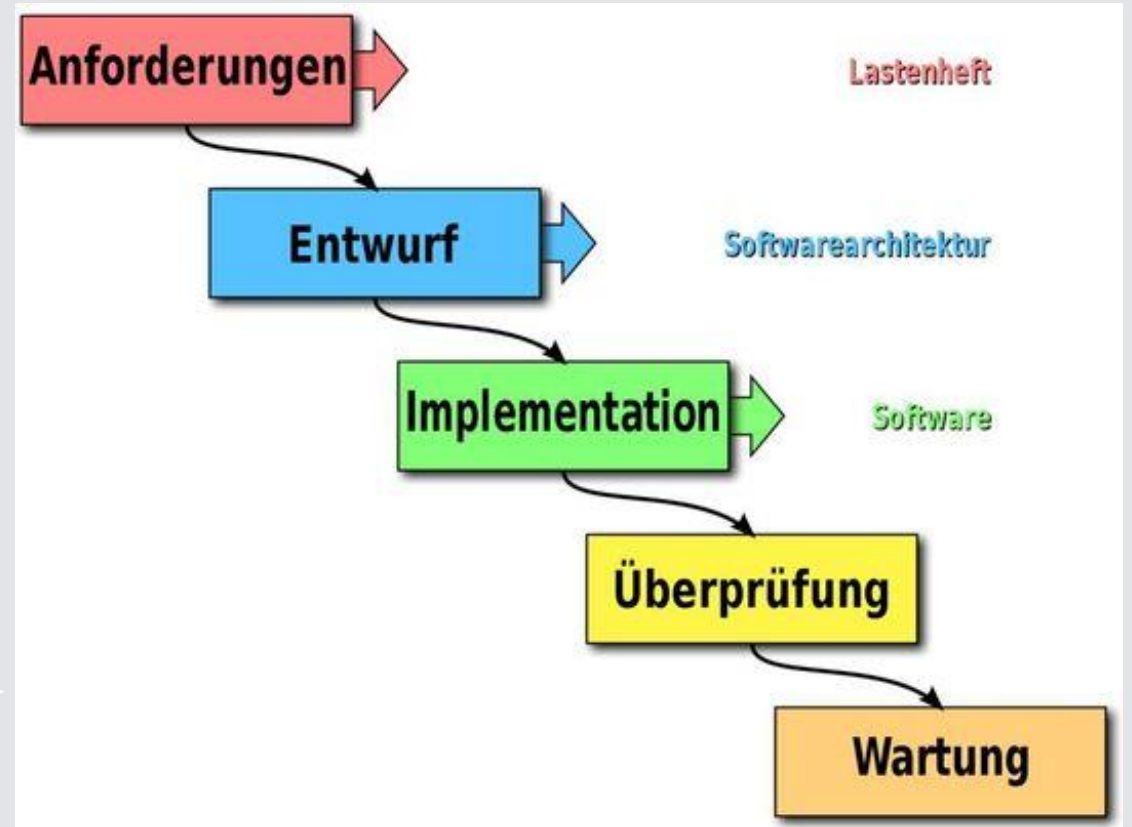 Anforderungen
Lastenheft
Entwurf
Softwarearchitektur
Implementation
Software
Überprüfung
Wartung